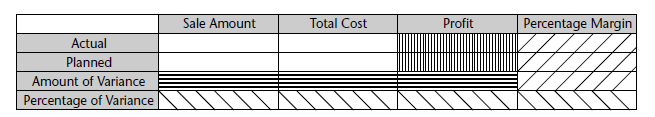 Sale Amount Total Cost Profit Percentage Margin
Actual
Planned
Amount of Variance
Percentage of Variance